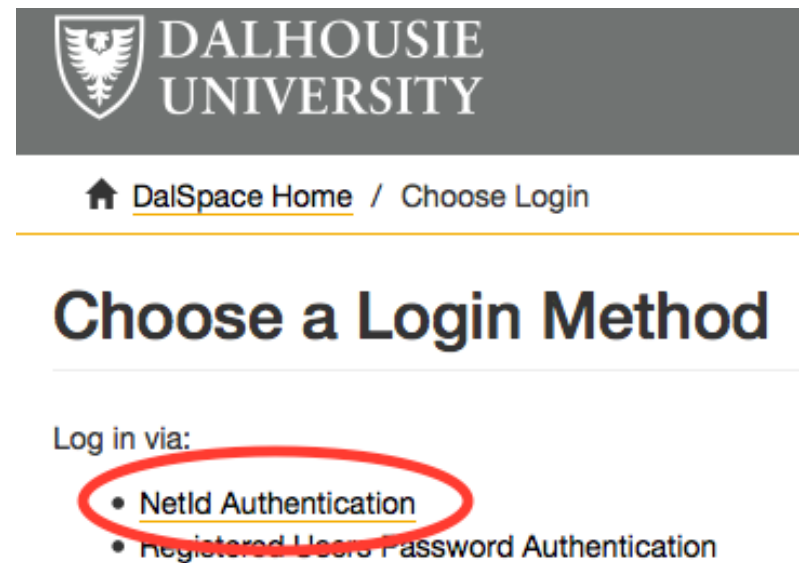 DALHOUSIE
UNIVERSITY
DalSpace Home / Choose Login
Choose a Login Method
Log in via:
• NetId Authentication
• Registered Users Password Authentication